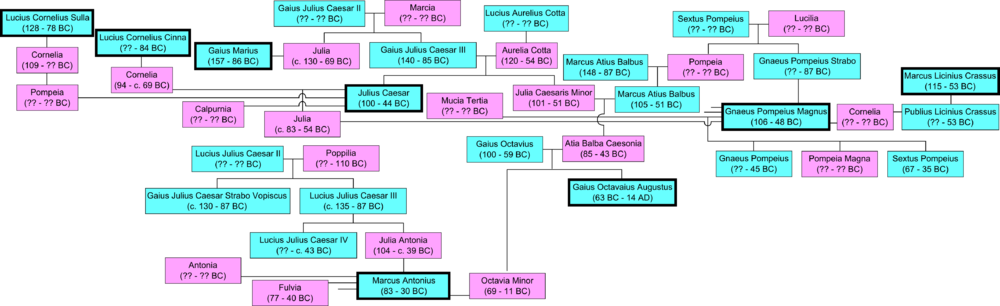 Lucius Cornelius Sulla
(128 - 78 BC)
Cornelia
(109 - ?? BC)
Pompeia
(?? - ?? BC)
Lucius Cornelius Cinna
(?? - 84 BC)
Cornelia
(94 - c. 69 BC)
Gaius Julius Caesar II
(?? - ?? BC)
Marcia
(?? - ?? BC)
Gaius Marius
(157 - 86 BC)
Julia
(c. 130 - 69 BC)
Gaius Julius Caesar III
(140 - 85 BC)
Lucius Aurelius Cotta
(?? - ?? BC)
Aurelia Cotta
(120 - 54 BC)
Calpurnia
(?? - ?? BC)
Julia
(c. 83 - 54 BC)
Julius Caesar
(100 - 44 BC)
Mucia Tertia
(?? - ?? BC)
Julia Caesaris Minor
(101 - 51 BC)
Marcus Atius Balbus
(148 - 87 BC)
Marcus Atius Balbus
(105 - 51 BC)
Sextus Pompeius
(?? - ?? BC)
Lucilia
(?? - ?? BC)
Pompeia
(?? - ?? BC)
Gnaeus Pompeius Strabo
(?? - 87 BC)
Gnaeus Pompeius Magnus
(106 - 48 BC)
Cornelia
(?? - ?? BC)
Marcus Licinius Crassus
(115 - 53 BC)
Publius Licinius Crassus
(?? - 53 BC)
Gnaeus Pompeius
(?? - 45 BC)
Pompeia Magna
(?? - ?? BC)
Sextus Pompeius
(67 - 35 BC)
Gaius Octavius
(100 - 59 BC)
Atia Balba Caesonia
(85 - 43 BC)
Gaius Octavaius Augustus
(63 BC - 14 AD)
Lucius Julius Caesar II
(?? - ?? BC)
Poppilia
(?? - 110 BC)
Gaius Julius Caesar Strabo Vopiscus
(c. 130 - 87 BC)
Lucius Julius Caesar III
(c. 135 - 87 BC)
Lucius Julius Caesar IV
(?? - c. 43 BC)
Julia Antonia
(104 - c. 39 BC)
Antonia
(?? - ?? BC)
Fulvia
(77 - 40 BC)
Marcus Antonius
(83 - 30 BC)
Octavia Minor
(69 - 11 BC)